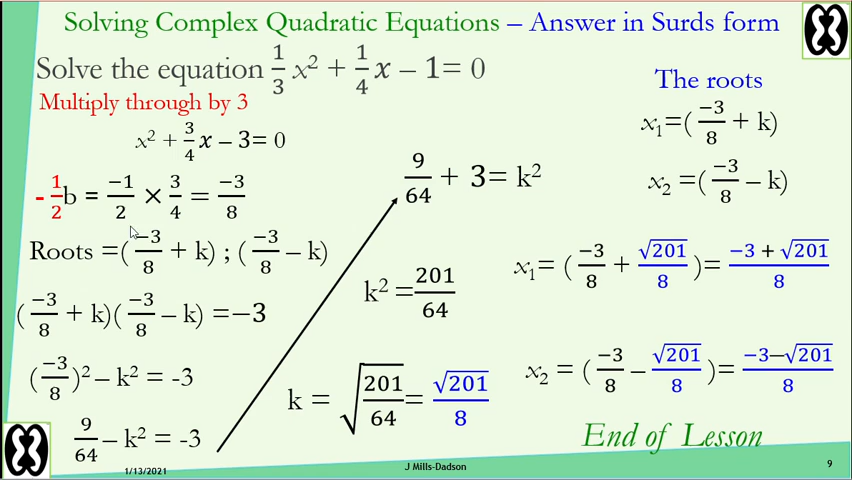 Solving Complex Quadratic Equations – Answer in Surds form
Solve the equation 1/3 x² + 1/4 x – 1= 0
Multiply through by 3
x² + 3/4 x – 3= 0
- 1/2 b = −1/2 × 3/4 = −3/8
Roots =( −3/8 + k) ; ( −3/8 – k)
( −3/8 + k)( −3/8 – k) =−3
( −3/8 )² – k² = -3
9/64 – k² = -3
9/64 + 3= k²
k² = 201/64
k = √(201/64) = √201/8
The roots
x₁=( −3/8 + k)
x₂ =( −3/8 – k)
x₁= ( −3/8 + √201/8 )= (−3 + √201)/8
x₂ = ( −3/8 − √201/8 )= (−3−√201)/8
End of Lesson
1/13/2021
J Mills-Dadson
9